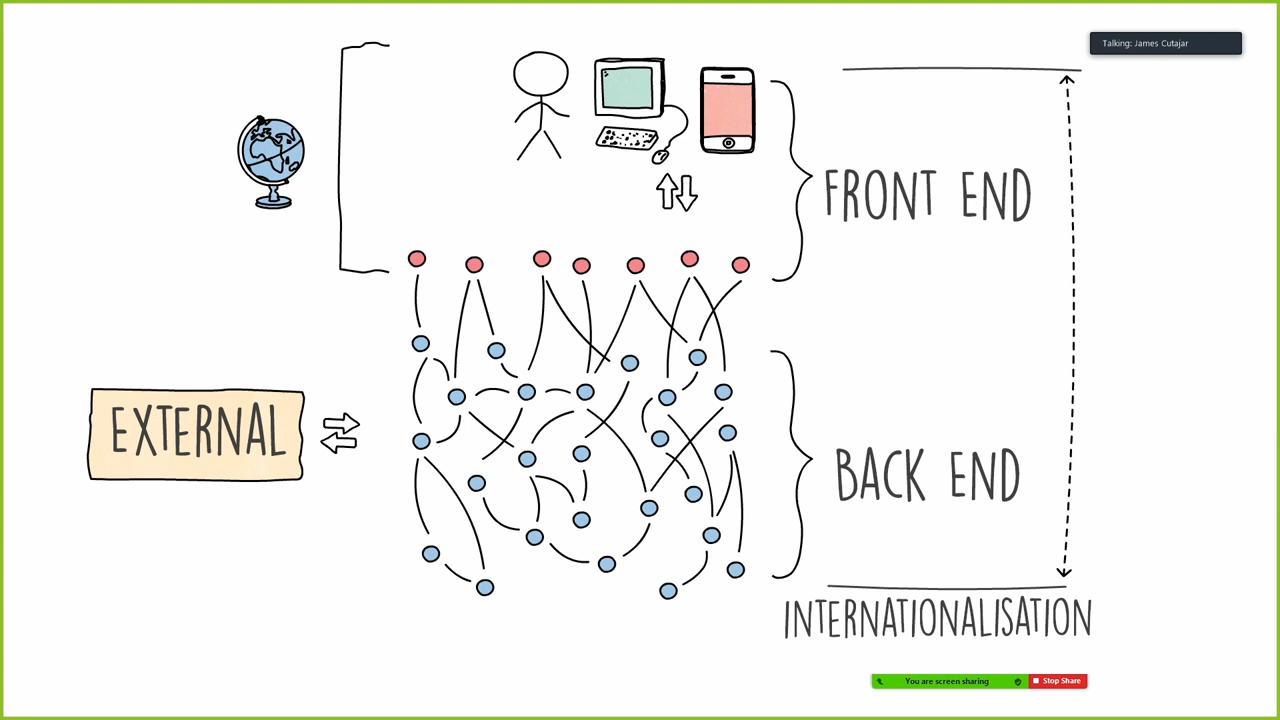 Talking: James Cutajar
FRONT END
EXTERNAL
BACK END
INTERNATIONALISATION
You are screen sharing
Stop Share